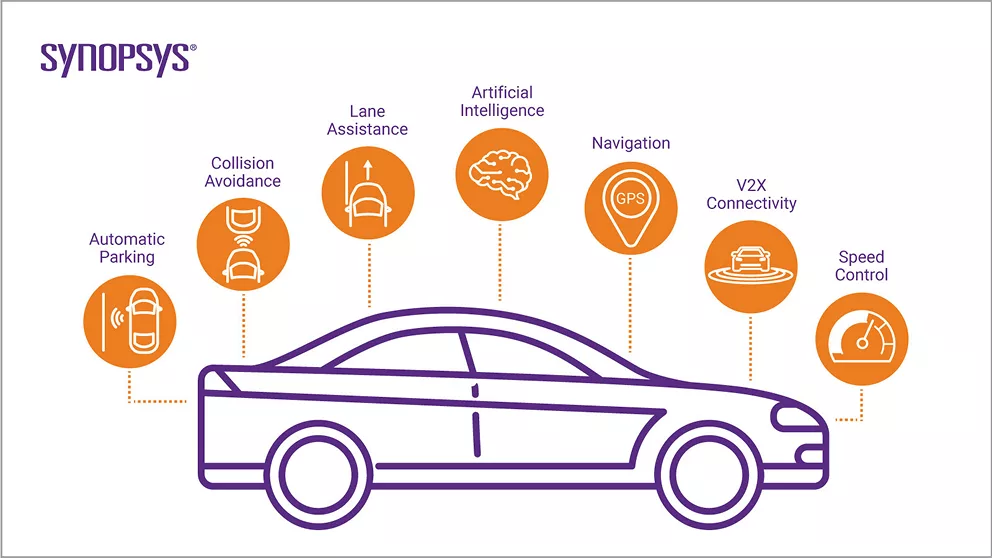 SYNOPSYS®
Artificial
Intelligence
Lane
Assistance
Navigation
Collision
Avoidance
V2X
Connectivity
GPS
Automatic
Parking
Speed
Control